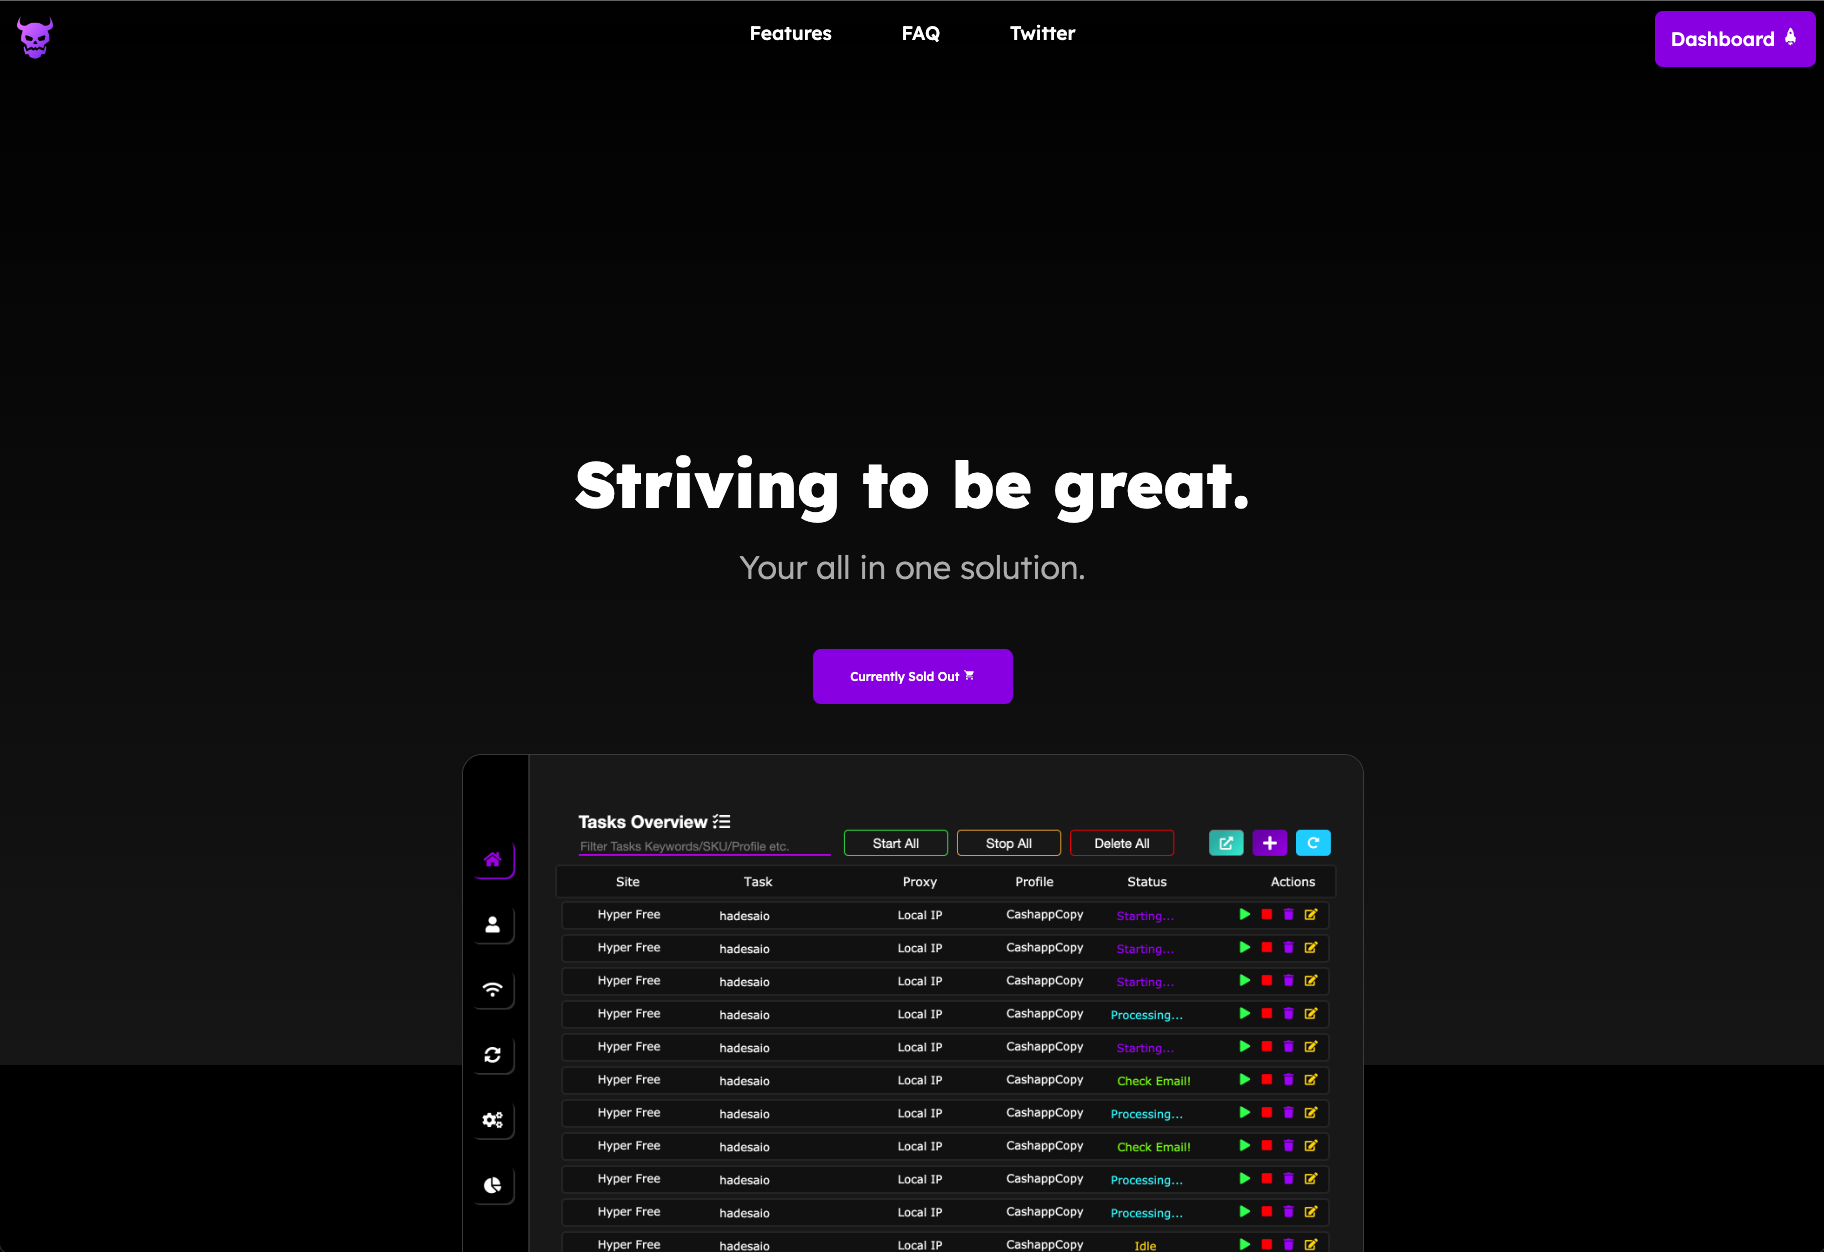 Features FAQ Twitter Dashboard
Striving to be great.
Your all in one solution.
Currently Sold Out
Tasks Overview
Filter Tasks Keywords/SKU/Profile etc. Start All Stop All Delete All
Site Task Proxy Profile Status Actions
Hyper Free hadesaio Local IP CashappCopy Starting...
Hyper Free hadesaio Local IP CashappCopy Starting...
Hyper Free hadesaio Local IP CashappCopy Starting...
Hyper Free hadesaio Local IP CashappCopy Processing...
Hyper Free hadesaio Local IP CashappCopy Starting...
Hyper Free hadesaio Local IP CashappCopy Check Email!
Hyper Free hadesaio Local IP CashappCopy Processing...
Hyper Free hadesaio Local IP CashappCopy Check Email!
Hyper Free hadesaio Local IP CashappCopy Processing...
Hyper Free hadesaio Local IP CashappCopy Processing...
Hyper Free hadesaio Local IP CashappCopy Idle